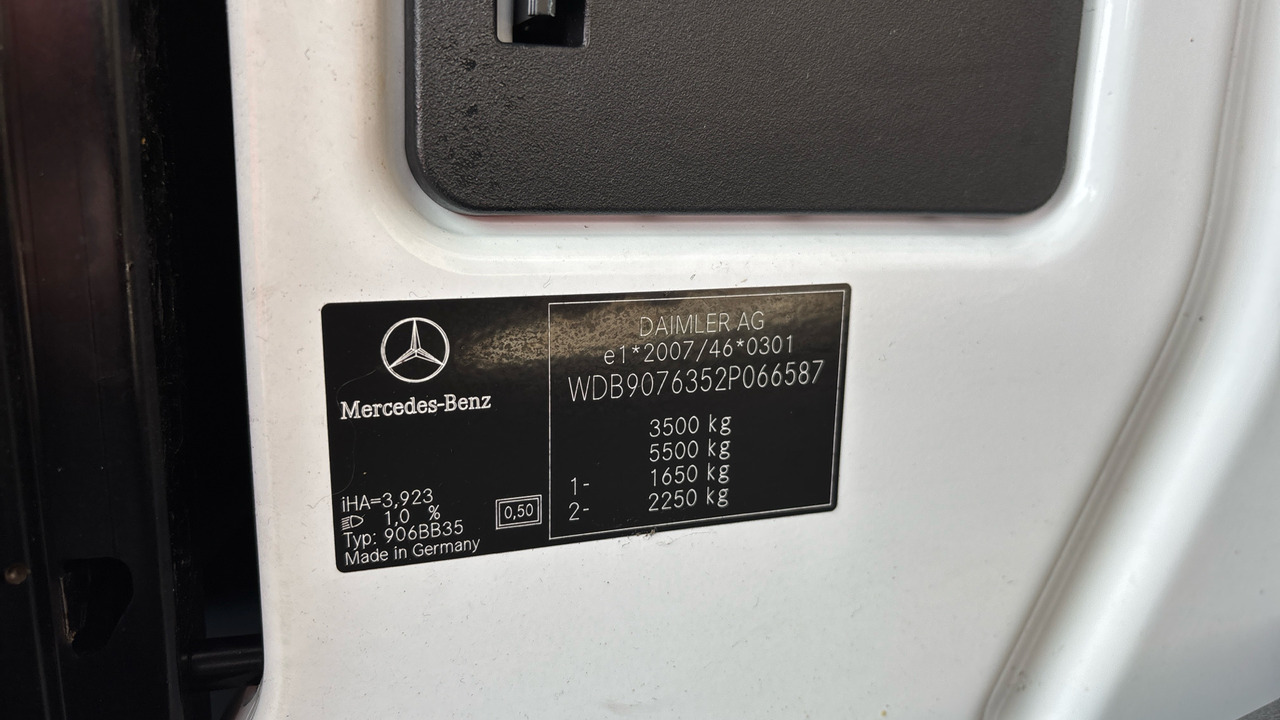 Mercedes-Benz
iHA=3,923
1,0 %
Typ: 906BB35
Made in Germany
0,50
DAIMLER AG
e1*2007/46*0301
WDB9076352P066587
3500 kg
5500 kg
1- 1650 kg
2- 2250 kg